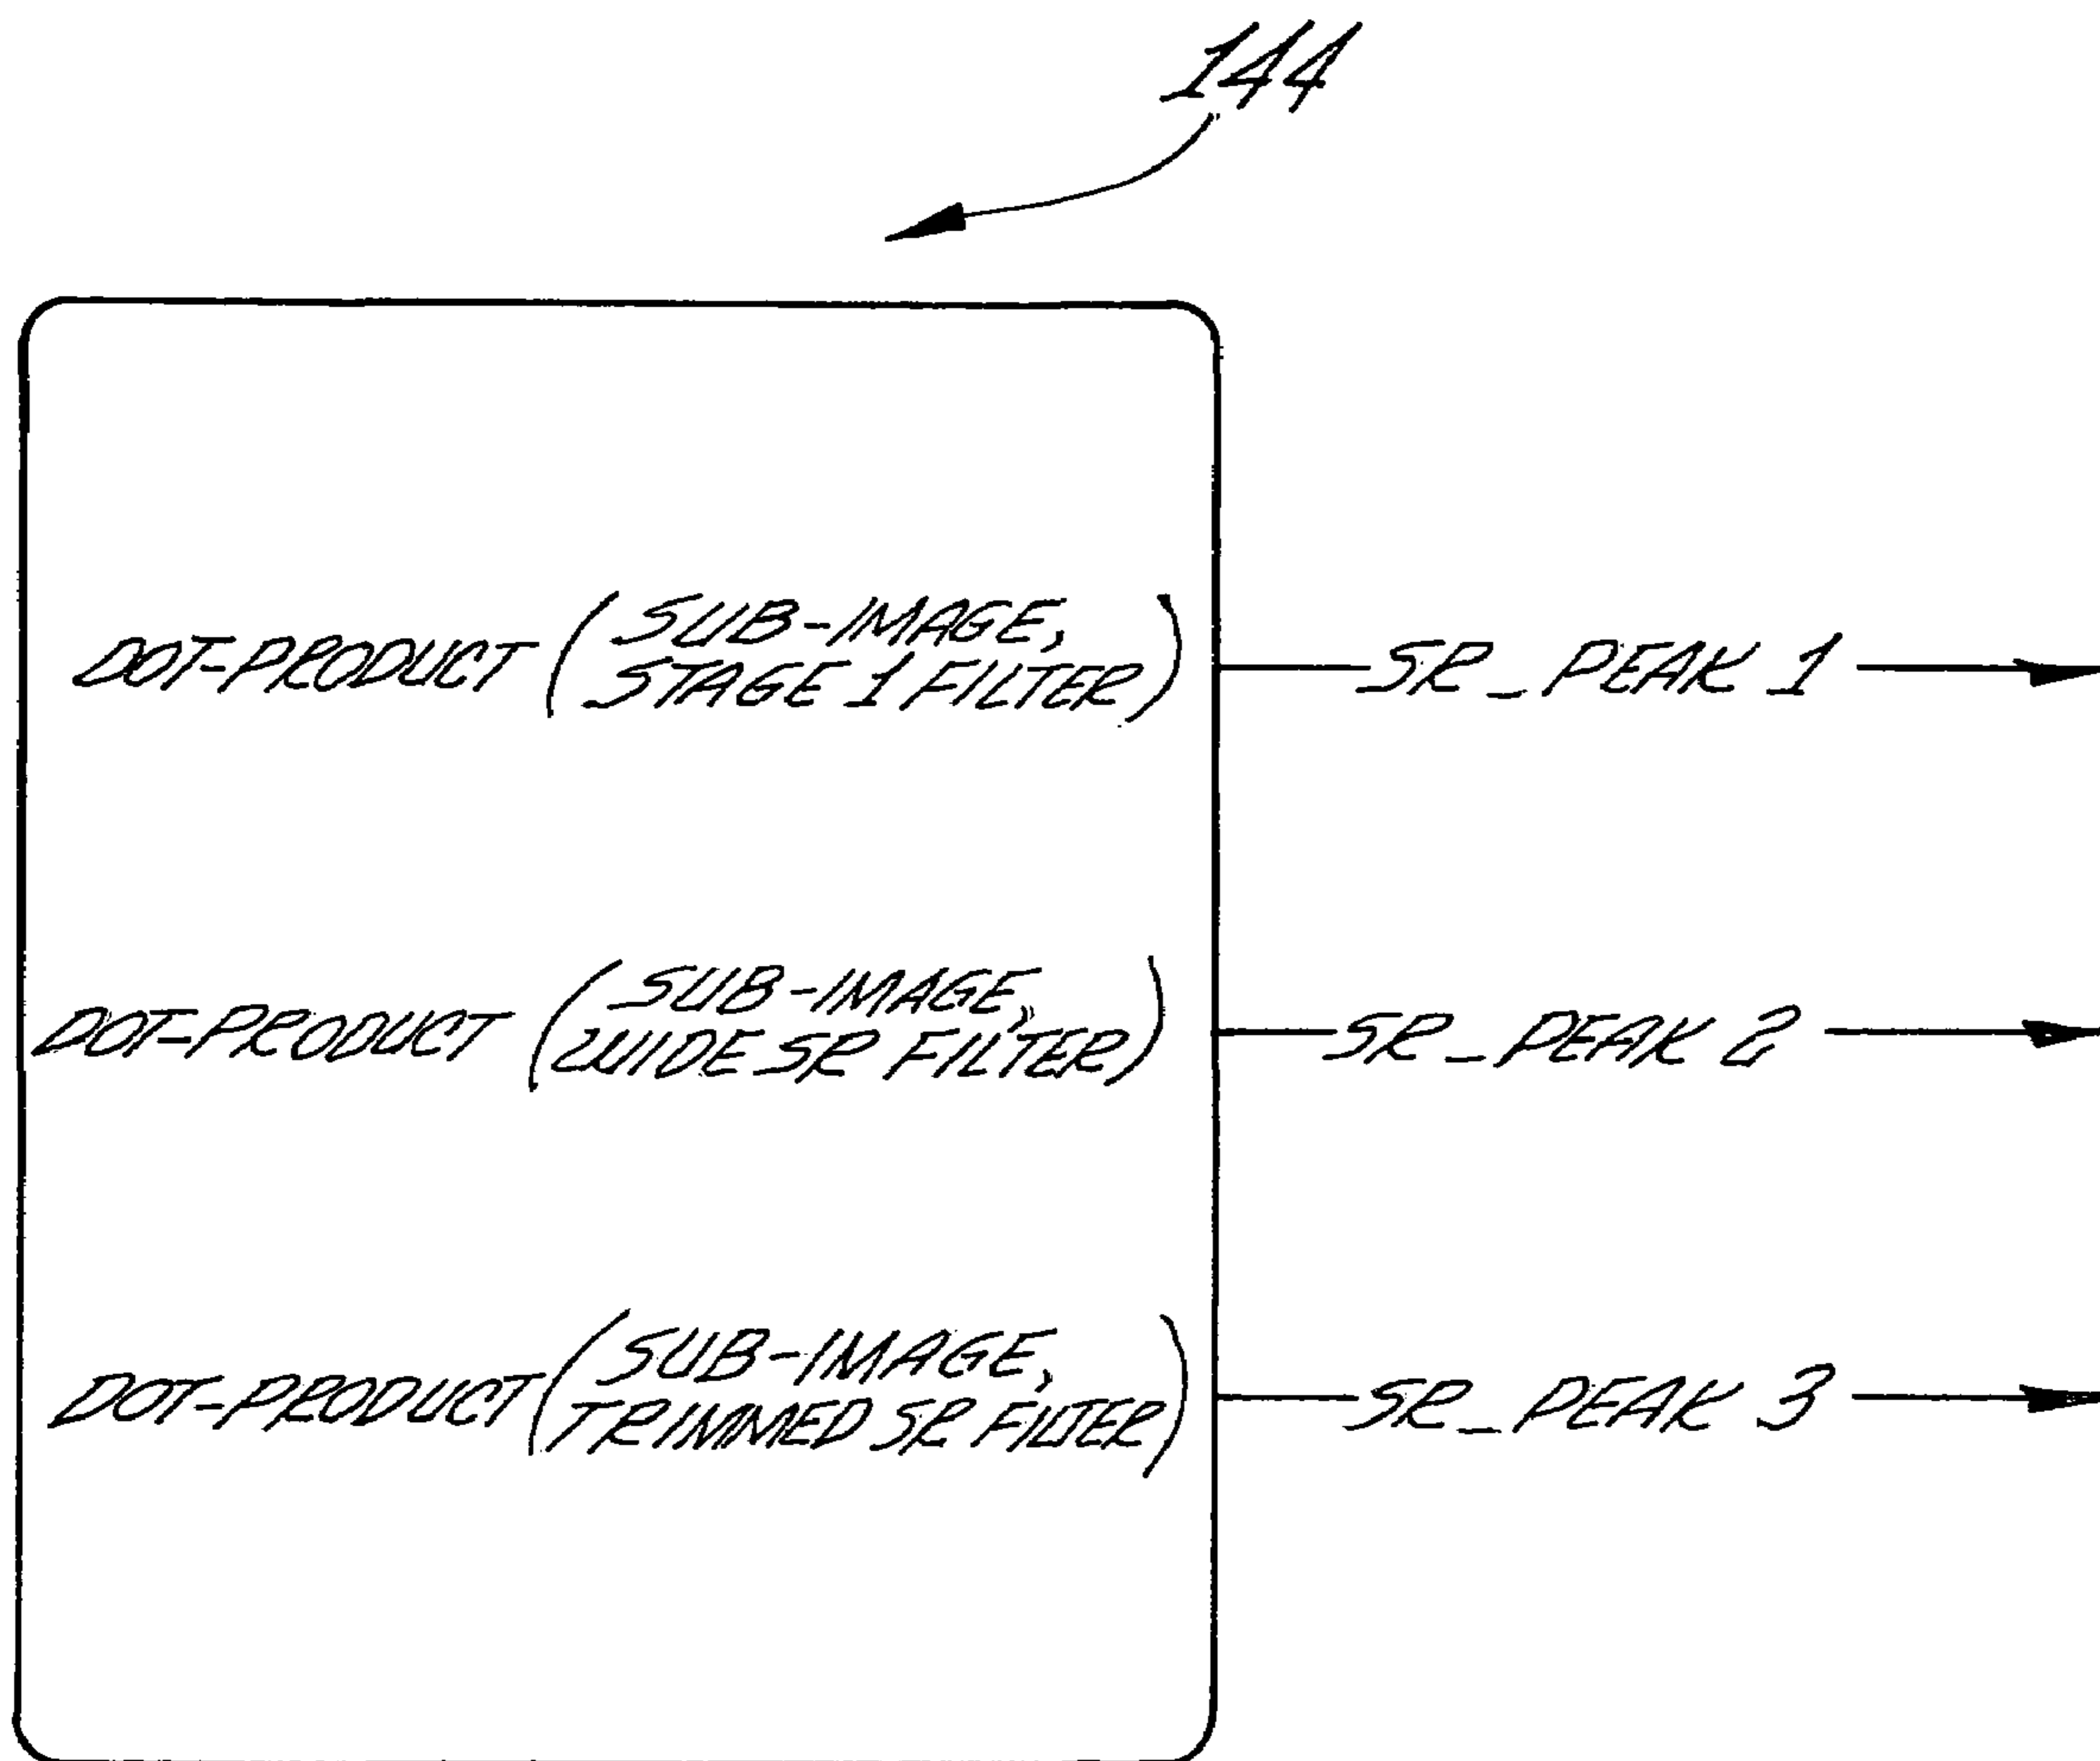 144
DOT-PRODUCT (SUB-IMAGE,
STAGE 1 FILTER)
SR_PEAK 1
DOT-PRODUCT (SUB-IMAGE,
WIDE SR FILTER)
SR_PEAK 2
DOT-PRODUCT (SUB-IMAGE,
TRIMMED SR FILTER)
SR_PEAK 3